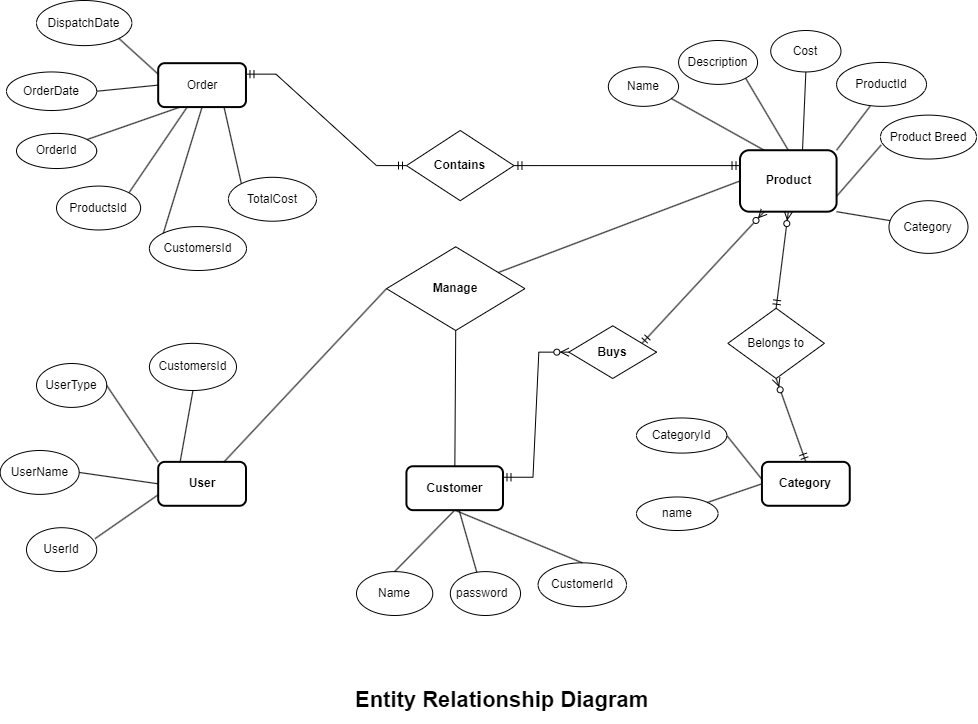 DispatchDate
Order
OrderDate
OrderId
ProductsId
CustomersId
TotalCost
Contains
Name
Description
Cost
ProductId
Product Breed
Product
Category
Manage
Buys
Belongs to
UserType
CustomersId
UserName
User
UserId
Customer
Name
password
CustomerId
CategoryId
Category
name
Entity Relationship Diagram